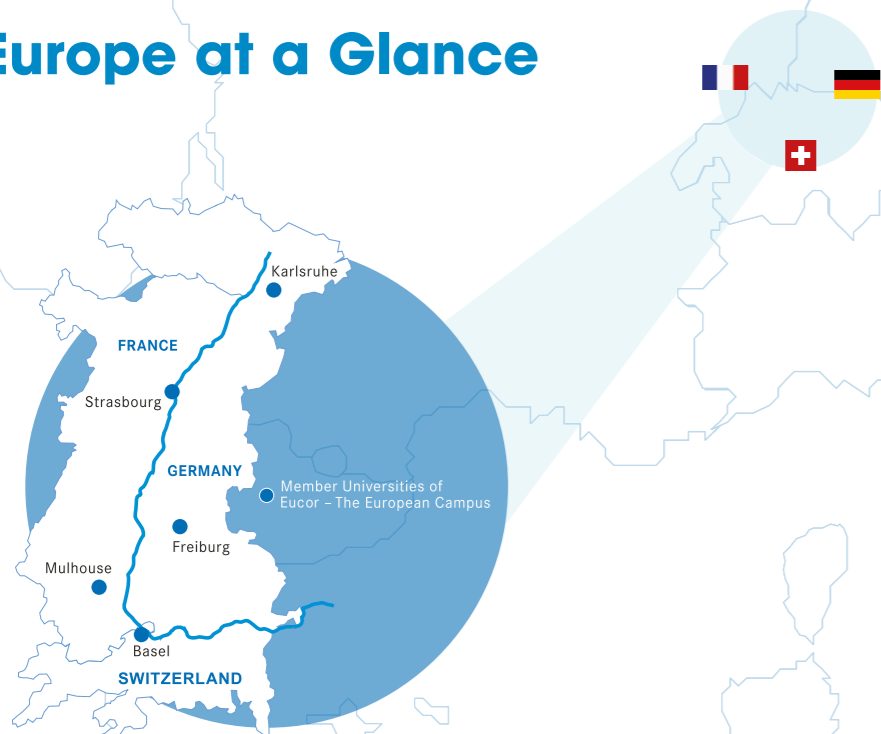 Europe at a Glance
Karlsruhe
FRANCE
Strasbourg
GERMANY
Member Universities of
Eucor – The European Campus
Freiburg
Mulhouse
Basel
SWITZERLAND